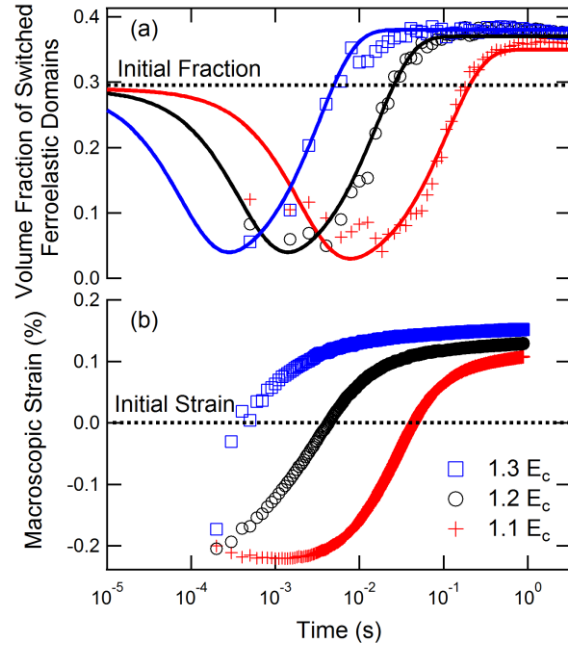 (a)
Initial Fraction
Volume Fraction of Switched
Ferroelastic Domains
0.4
0.3
0.2
0.1
0.0
(b)
Initial Strain
Macroscopic Strain (%)
0.2
0.1
0.0
-0.1
-0.2
1.3 E_c
1.2 E_c
1.1 E_c
10^-5 10^-4 10^-3 10^-2 10^-1 10^0
Time (s)